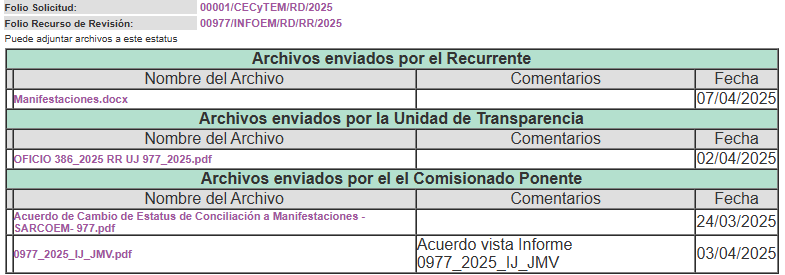 Folio Solicitud: 00001/CECyTEM/RD/2025
Folio Recurso de Revisión: 00977/INFOEM/RD/RR/2025
Puede adjuntar archivos a este estatus
Archivos enviados por el Recurrente
Nombre del Archivo Comentarios Fecha
Manifestaciones.docx 07/04/2025
Archivos enviados por la Unidad de Transparencia
Nombre del Archivo Comentarios Fecha
OFICIO 386_2025 RR UJ 977_2025.pdf 02/04/2025
Archivos enviados por el el Comisionado Ponente
Nombre del Archivo Comentarios Fecha
Acuerdo de Cambio de Estatus de Conciliación a Manifestaciones -
SARCOEM- 977.pdf 24/03/2025
0977_2025_IJ_JMV.pdf Acuerdo vista Informe
0977_2025_IJ_JMV 03/04/2025